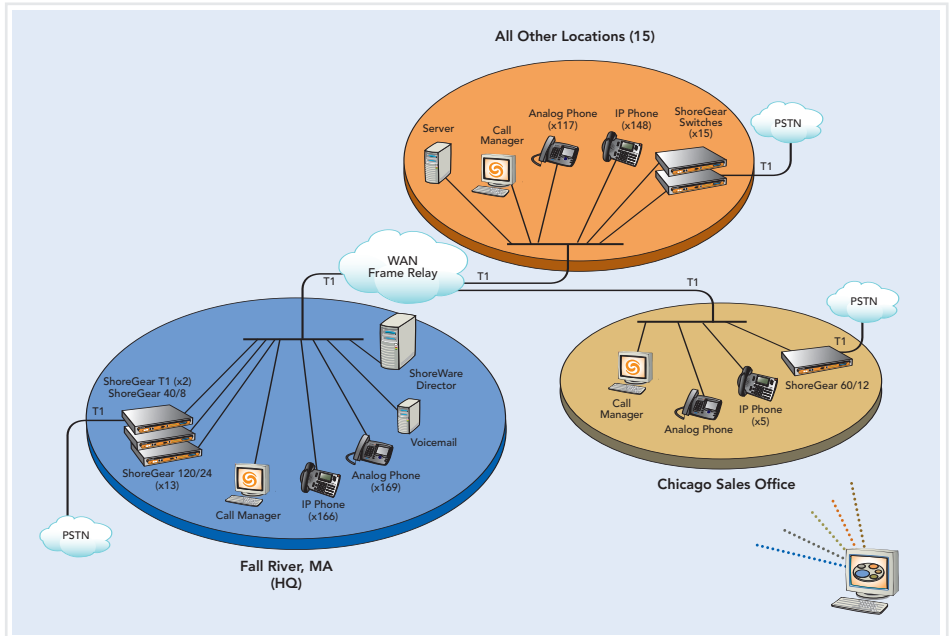 All Other Locations (15)
Server
Call
Manager
Analog Phone
(x117)
IP Phone
(x148)
ShoreGear
Switches
(x15)
PSTN
T1
WAN
Frame Relay
T1
T1
T1
ShoreWare
Director
Voicemail
ShoreGear T1 (x2)
ShoreGear 40/8
T1
ShoreGear 120/24
(x13)
Call Manager
IP Phone
(x166)
Analog Phone
(x169)
PSTN
Fall River, MA
(HQ)
PSTN
T1
ShoreGear 60/12
Call
Manager
Analog Phone
IP Phone
(x5)
Chicago Sales Office